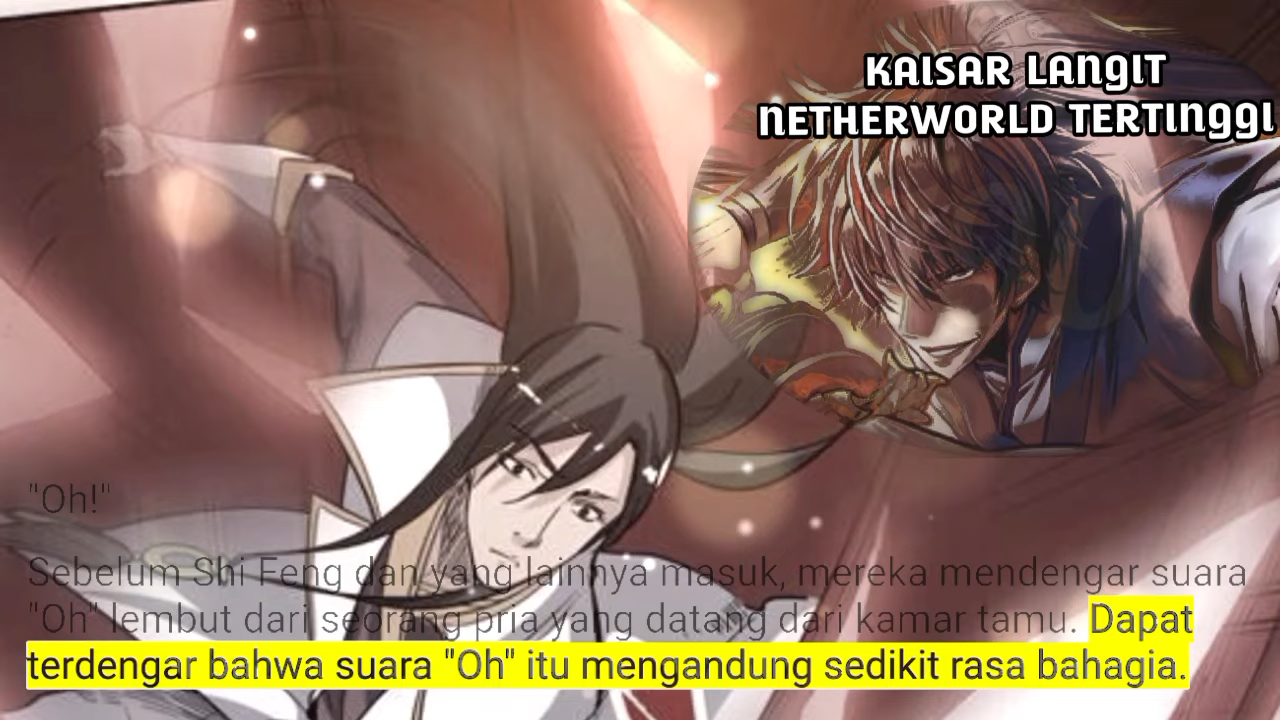 KAISAR LANGIT
NETHERWORLD TERTINGGI
"Oh!"
Sebelum Shi Feng dan yang lainnya masuk, mereka mendengar suara
"Oh" lembut dari seorang pria yang datang dari kamar tamu. Dapat
terdengar bahwa suara "Oh" itu mengandung sedikit rasa bahagia.